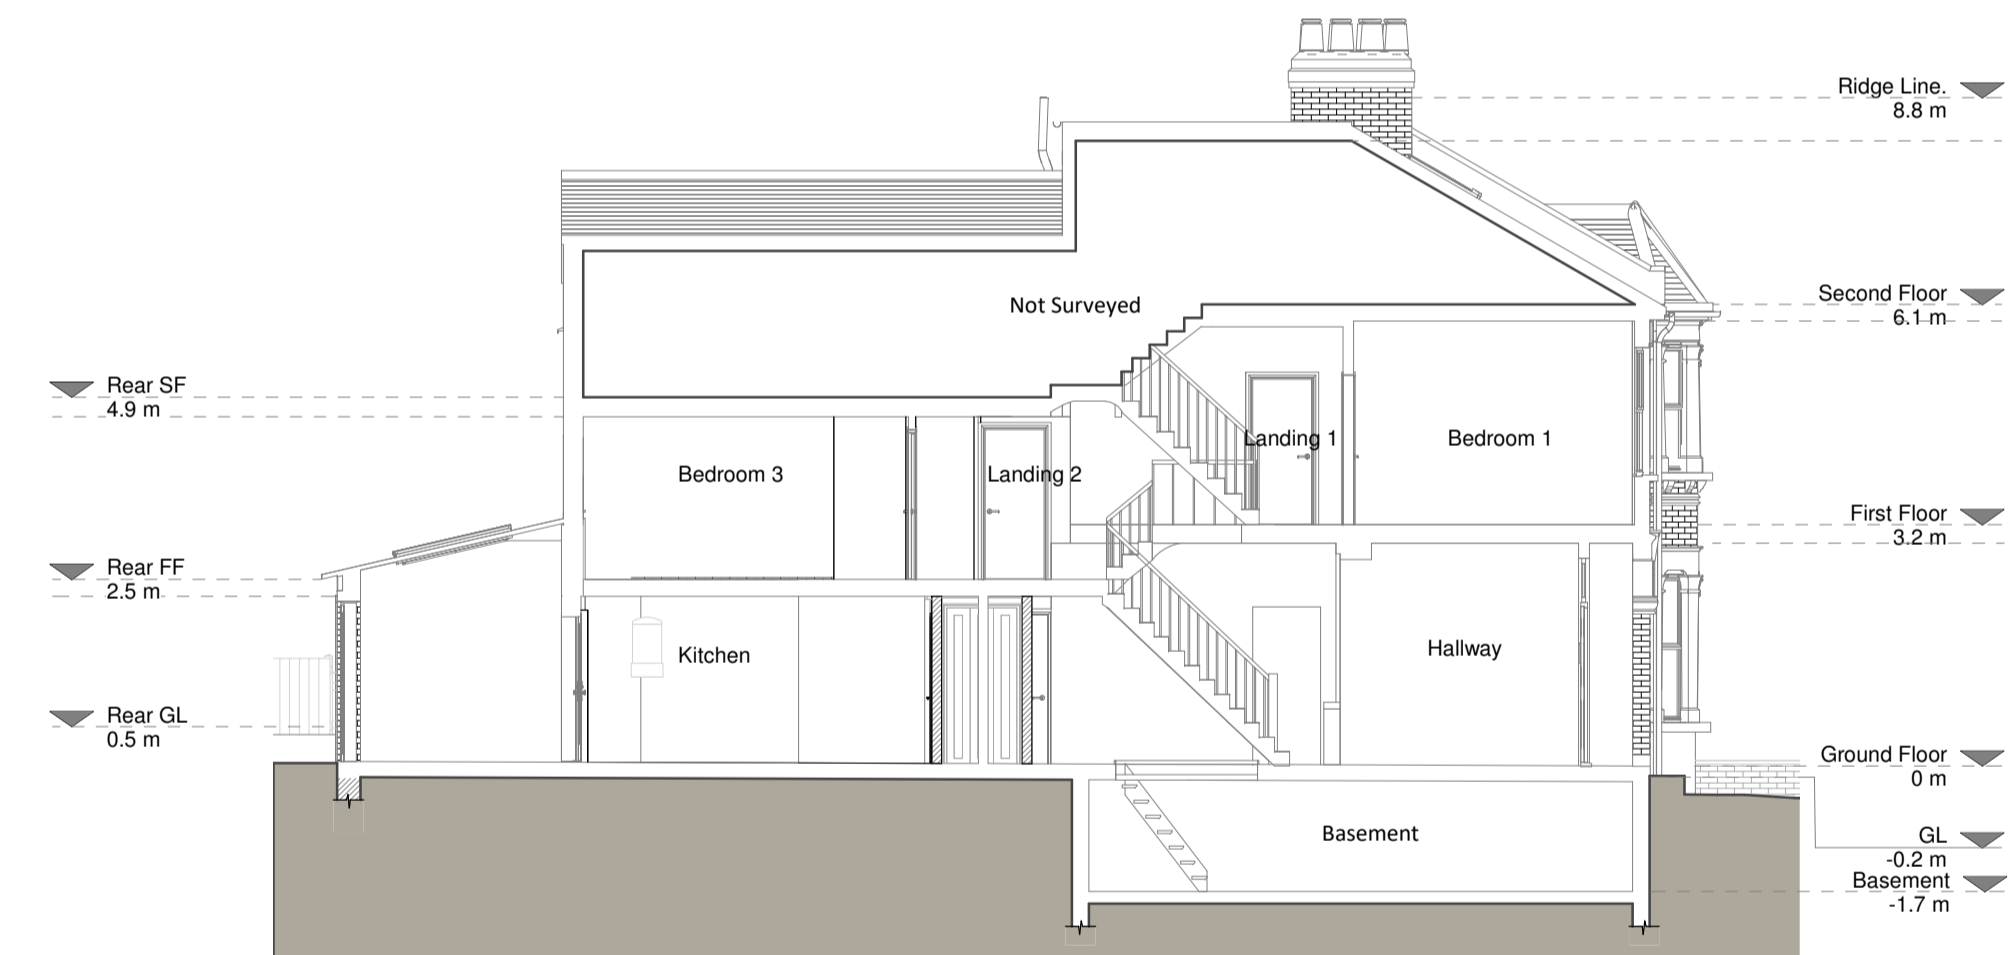 Ridge Line.
8.8 m
Second Floor
6.1 m
Not Surveyed
Rear SF
4.9 m
Landing 1
Bedroom 1
Bedroom 3
Landing 2
First Floor
3.2 m
Rear FF
2.5 m
Kitchen
Hallway
Rear GL
0.5 m
Ground Floor
0 m
Basement
GL
-0.2 m
Basement
-1.7 m